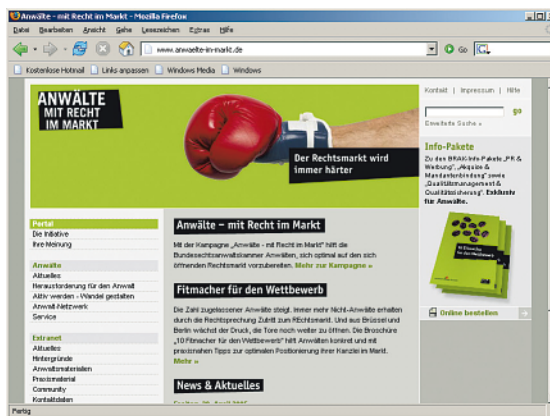 Anwälte - mit Recht im Markt - Mozilla Firefox
Datei Bearbeiten Ansicht Gehe Lesezeichen Extras Hilfe
www.anwaelte-im-markt.de
Go
Kostenlose Hotmail Links anpassen Windows Media Windows
ANWÄLTE
MIT RECHT
IM MARKT
Der Rechtsmarkt wird
immer härter
Kontakt | Impressum | Hilfe
go
Erweiterte Suche »
Info-Pakete
Zu den BRAK-Info-Pakete „PR &
Werbung", „Akquise &
Mandantenbindung" sowie
„Qualitätsmanagement &
Qualitätssicherung". Exklusiv
für Anwälte.
Online bestellen
Portal
Die Initiative
Ihre Meinung
Anwälte
Aktuelles
Herausforderung für den Anwalt
Aktiv werden - Wandel gestalten
Anwalt-Netzwerk
Service
Extranet
Aktuelles
Hintergründe
Anwaltsmaterialien
Praxismaterial
Community
Kontaktdaten
Anwälte – mit Recht im Markt
Mit der Kampagne „Anwälte - mit Recht im Markt" hilft die
Bundesrechtsanwaltskammer Anwälten, sich optimal auf den sich
öffnenden Rechtsmarkt vorzubereiten. Mehr zur Kampagne »
Fitmacher für den Wettbewerb
Die Zahl zugelassener Anwälte steigt. Immer mehr Nicht-Anwälte erhalten
durch die Rechtsprechung Zutritt zum REchtsmarkt. Und aus Brüssel und
Berlin wächst der Druck, die Tore noch weiter zu öffnen. Die Broschüre
„10 Fitmacher für den Wettbewerb" hilft Anwälten konkret und mit
praxisnahen Tipps zur optimalen Positionierung ihrer Kanzlei im Markt.
Mehr »
News & Aktuelles
Fertig